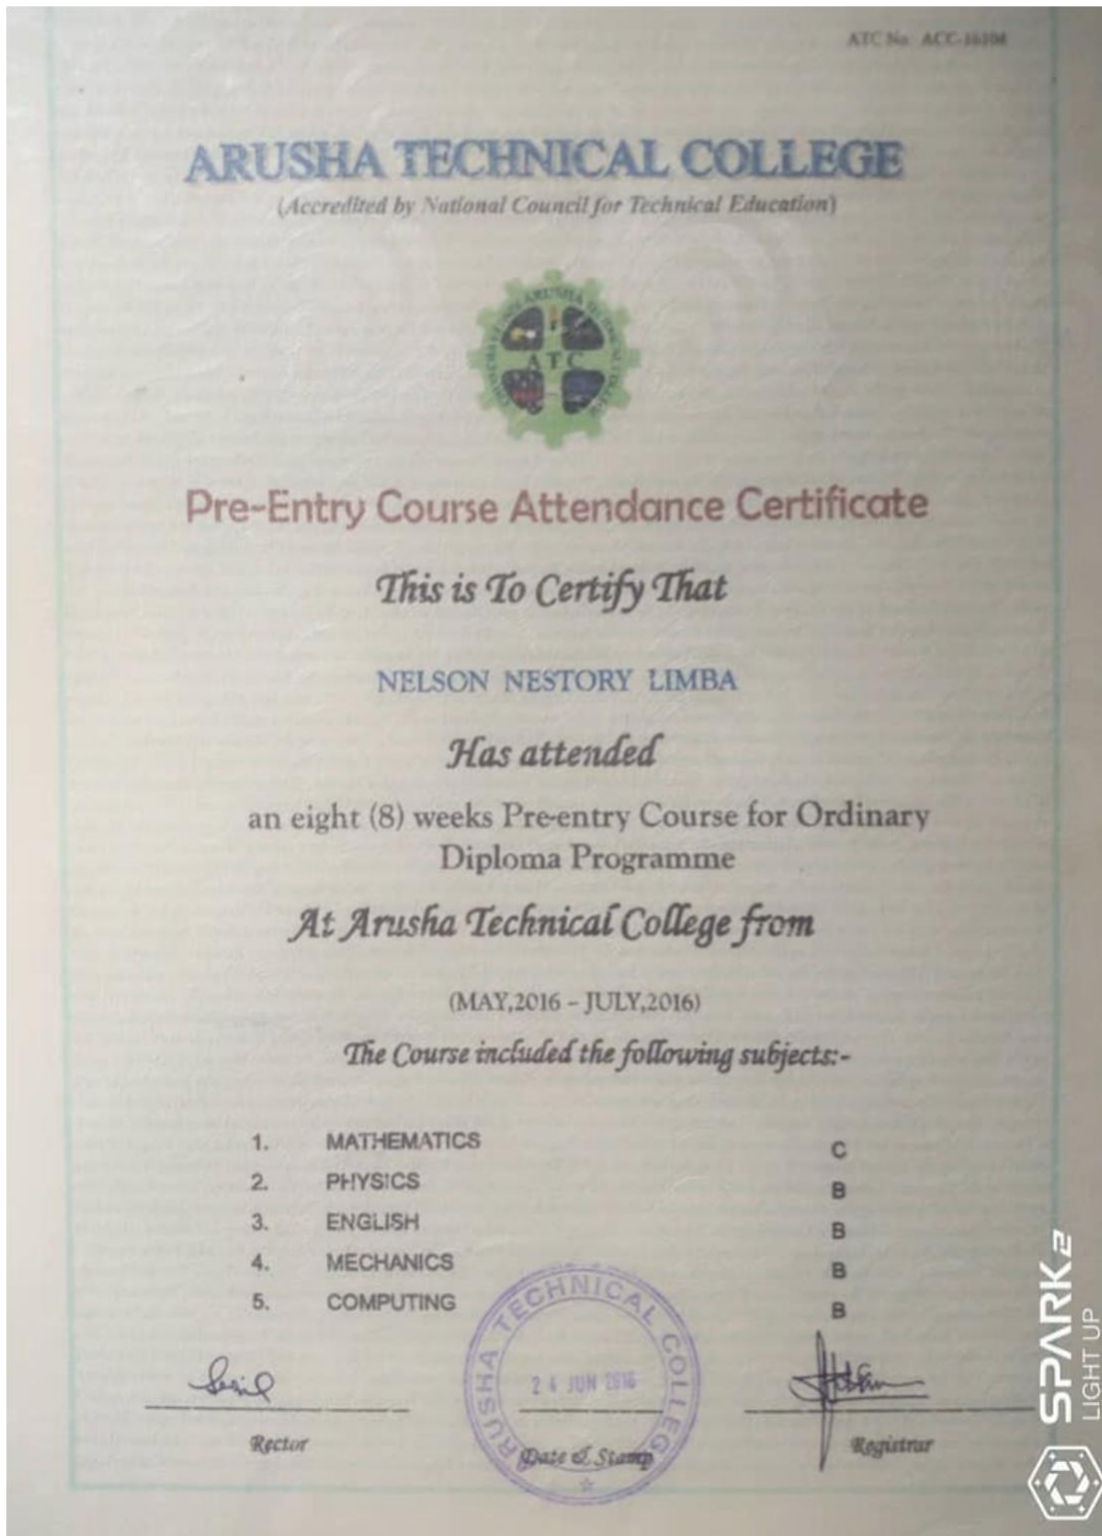 ATC No. ACC-16104
ARUSHA TECHNICAL COLLEGE
(Accredited by National Council for Technical Education)
ATC
Pre-Entry Course Attendance Certificate
This is To Certify That
NELSON NESTORY LIMBA
Has attended
an eight (8) weeks Pre-entry Course for Ordinary
Diploma Programme
At Arusha Technical College from
(MAY,2016 – JULY,2016)
The Course included the following subjects:-
1. MATHEMATICS C
2. PHYSICS B
3. ENGLISH B
4. MECHANICS B
5. COMPUTING B
ARUSHA TECHNICAL COLLEGE
24 JUN 2016
Rector
Date & Stamp
Registrar
SPARK 2
LIGHT UP